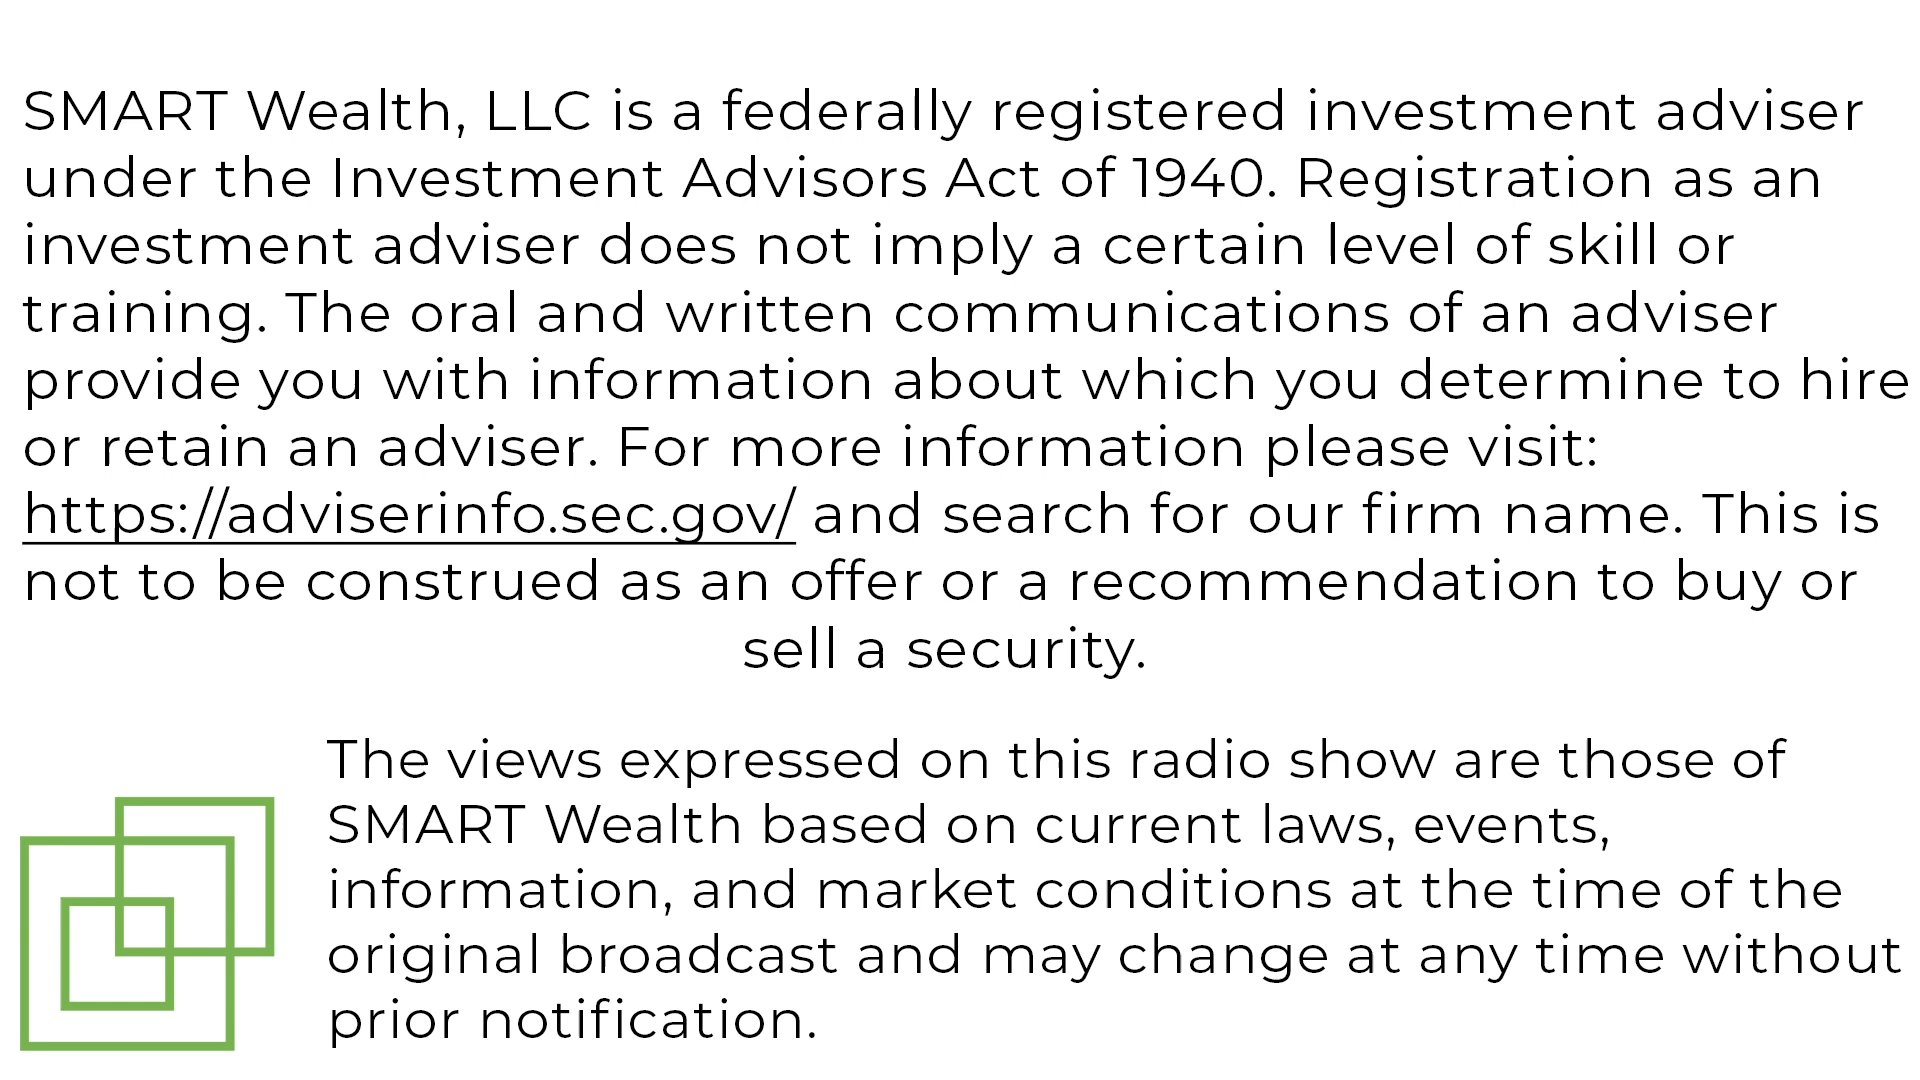 SMART Wealth, LLC is a federally registered investment adviser
under the Investment Advisors Act of 1940. Registration as an
investment adviser does not imply a certain level of skill or
training. The oral and written communications of an adviser
provide you with information about which you determine to hire
or retain an adviser. For more information please visit:
https://adviserinfo.sec.gov/ and search for our firm name. This is
not to be construed as an offer or a recommendation to buy or
sell a security.
The views expressed on this radio show are those of
SMART Wealth based on current laws, events,
information, and market conditions at the time of the
original broadcast and may change at any time without
prior notification.